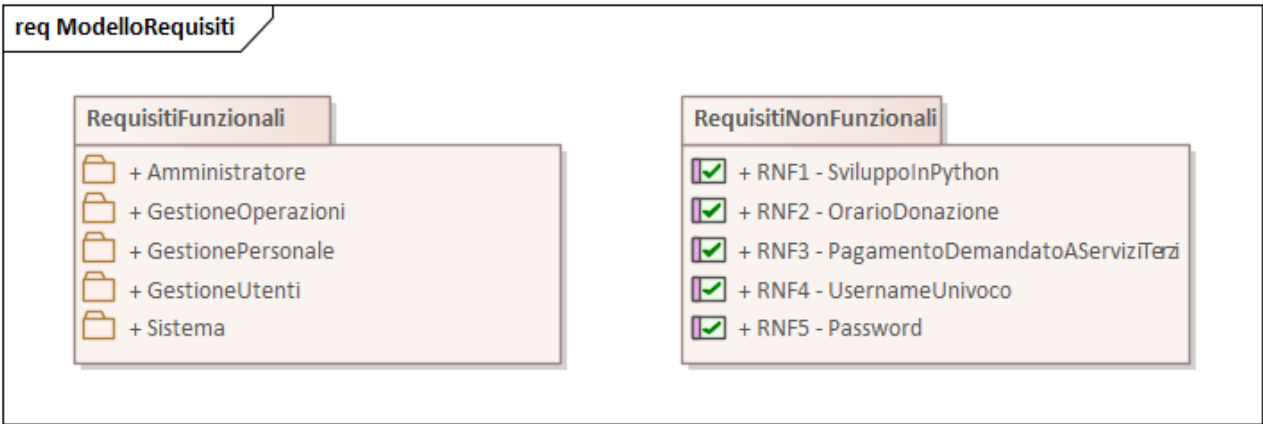 req ModelloRequisiti
RequisitiFunzionali
+ Amministratore
+ GestioneOperazioni
+ GestionePersonale
+ GestioneUtenti
+ Sistema
RequisitiNonFunzionali
+ RNF1 - SviluppoInPython
+ RNF2 - OrarioDonazione
+ RNF3 - PagamentoDemandatoAServiziTerzi
+ RNF4 - UsernameUnivoco
+ RNF5 - Password